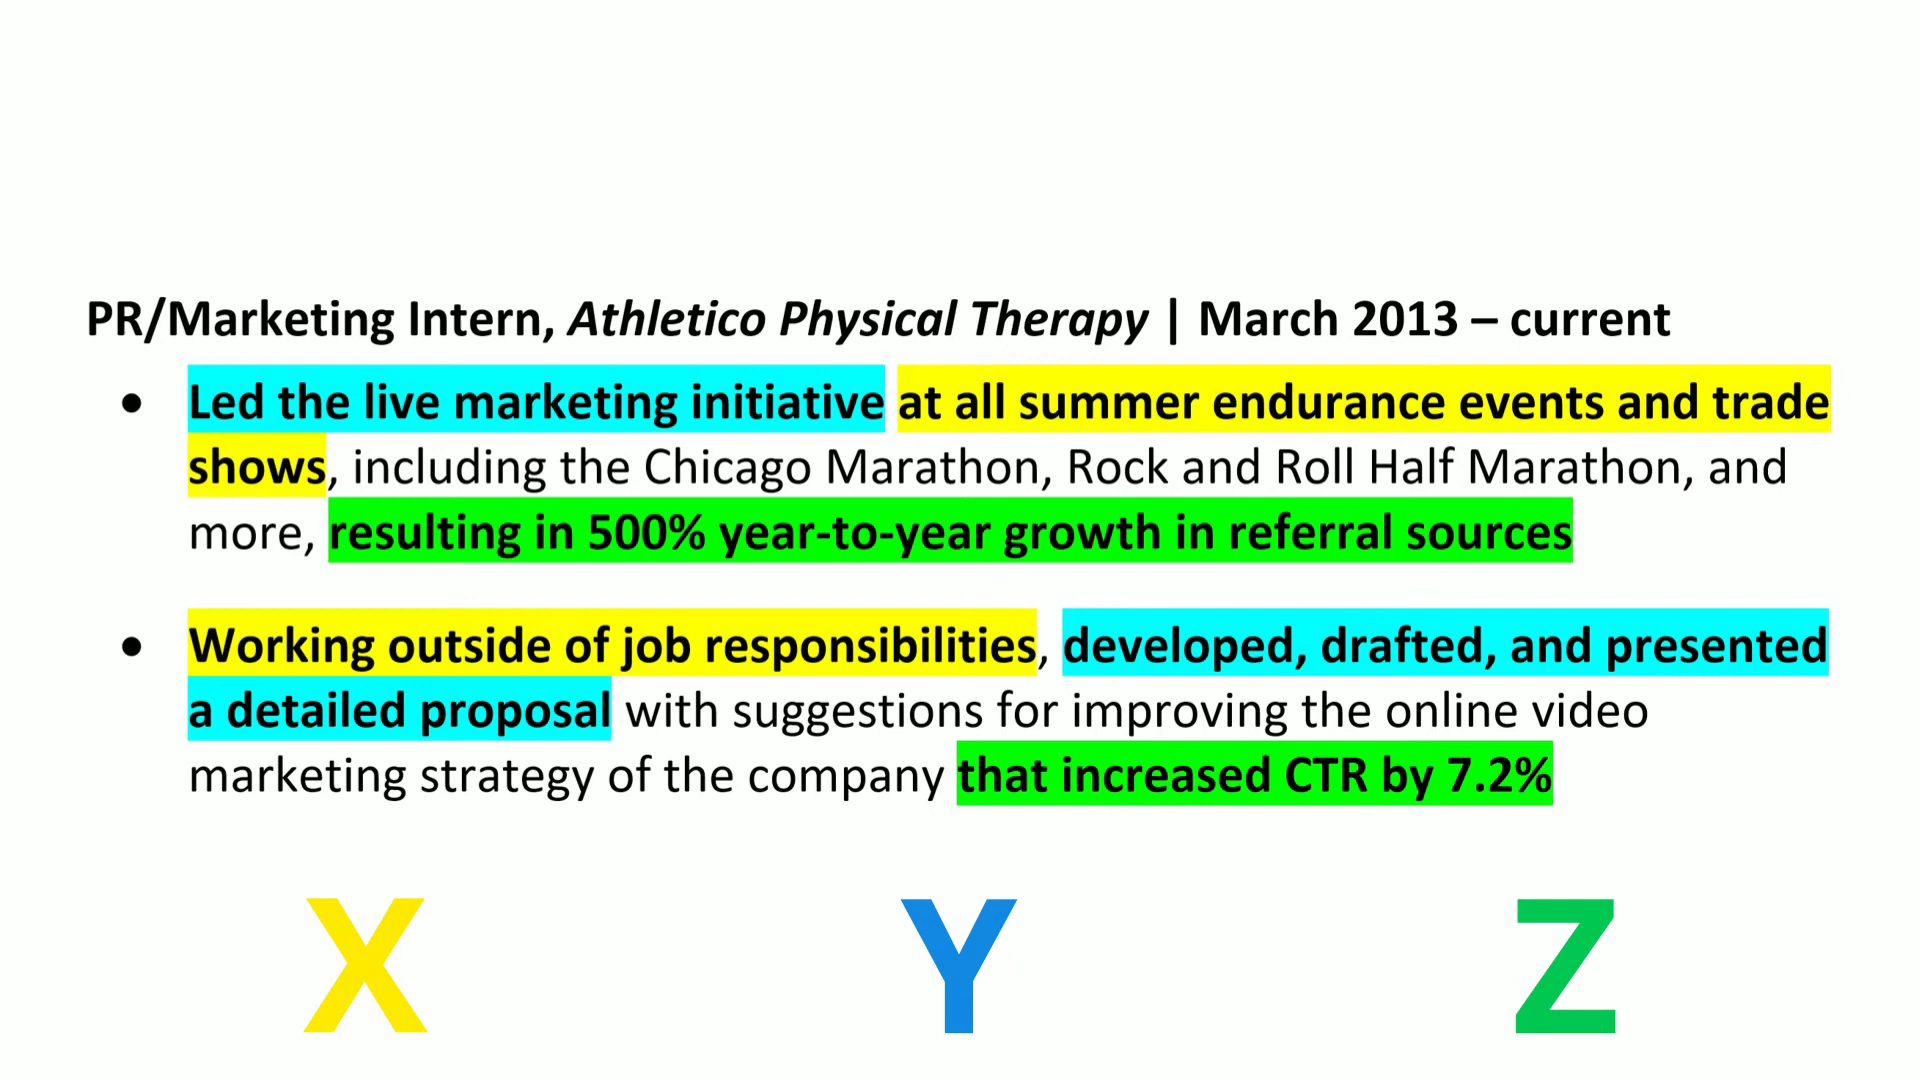 PR/Marketing Intern, Athletico Physical Therapy | March 2013 – current
• Led the live marketing initiative at all summer endurance events and trade
shows, including the Chicago Marathon, Rock and Roll Half Marathon, and
more, resulting in 500% year-to-year growth in referral sources
• Working outside of job responsibilities, developed, drafted, and presented
a detailed proposal with suggestions for improving the online video
marketing strategy of the company that increased CTR by 7.2%
X Y Z